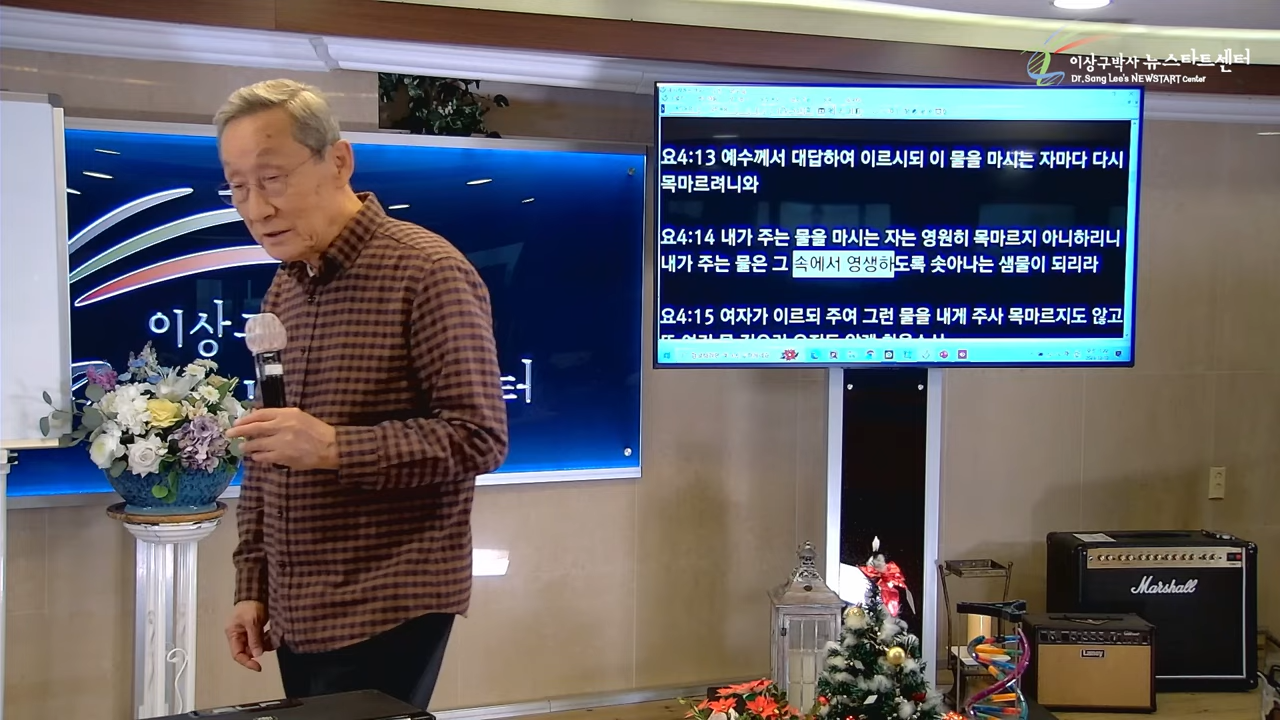 이상구박사 뉴스타트센터
Dr. Sang Lee's NEWSTART Center
요4:13 예수께서 대답하여 이르시되 이 물을 마시는 자마다 다시
목마르려니와
요4:14 내가 주는 물을 마시는 자는 영원히 목마르지 아니하리니
내가 주는 물은 그 속에서 영생하도록 솟아나는 샘물이 되리라
요4:15 여자가 이르되 주여 그런 물을 내게 주사 목마르지도 않고
이상
터
Marshall
Laney